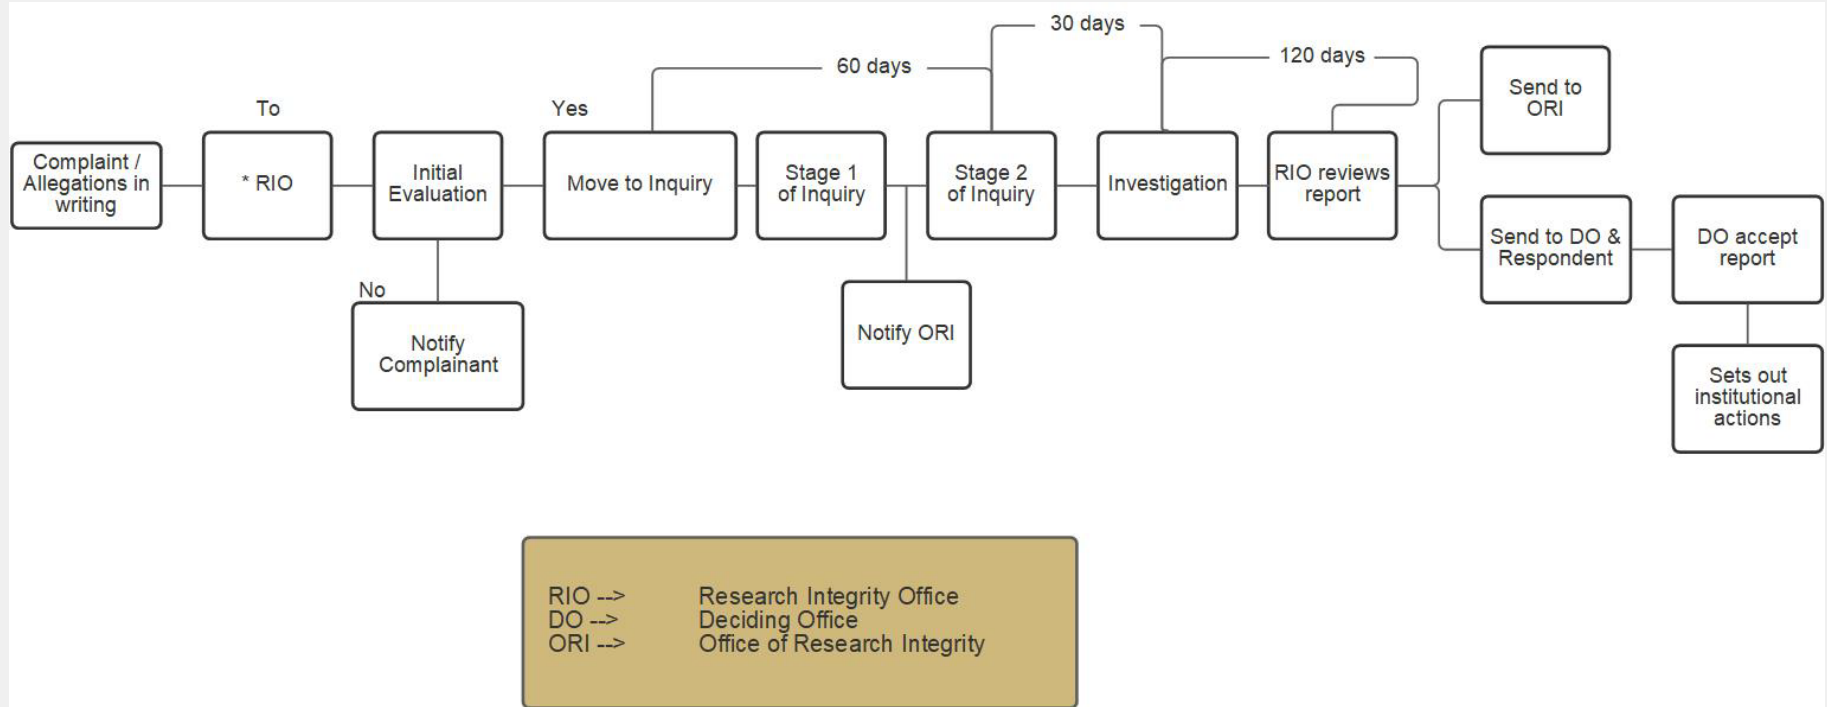 30 days
60 days
120 days
To
Yes
Complaint /
Allegations in
writing
* RIO
Initial
Evaluation
Move to Inquiry
Stage 1
of Inquiry
Stage 2
of Inquiry
Investigation
RIO reviews
report
Send to
ORI
Send to DO &
Respondent
DO accept
report
No
Notify
Complainant
Notify ORI
Sets out
institutional
actions
RIO --> Research Integrity Office
DO --> Deciding Office
ORI --> Office of Research Integrity